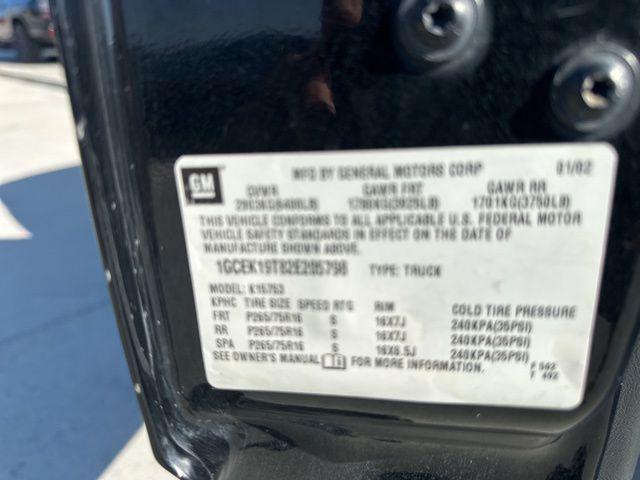 GM MFD BY GENERAL MOTORS CORP 01/02
GVWR GAWR FRT GAWR RR
2903KG(6400LB) 1780KG(3925LB) 1701KG(3750LB)
THIS VEHICLE CONFORMS TO ALL APPLICABLE U.S. FEDERAL MOTOR
VEHICLE SAFETY STANDARDS IN EFFECT ON THE DATE OF
MANUFACTURE SHOWN ABOVE.
TYPE: TRUCK
MODEL: K15753
KPHC TIRE SIZE SPEED RTG RIM COLD TIRE PRESSURE
FRT P265/75R16 S 16X7J 240KPA(35PSI)
RR P265/75R16 S 16X7J 240KPA(35PSI)
SPA P265/75R16 S 16X6.5J 240KPA(35PSI)
SEE OWNER'S MANUAL FOR MORE INFORMATION